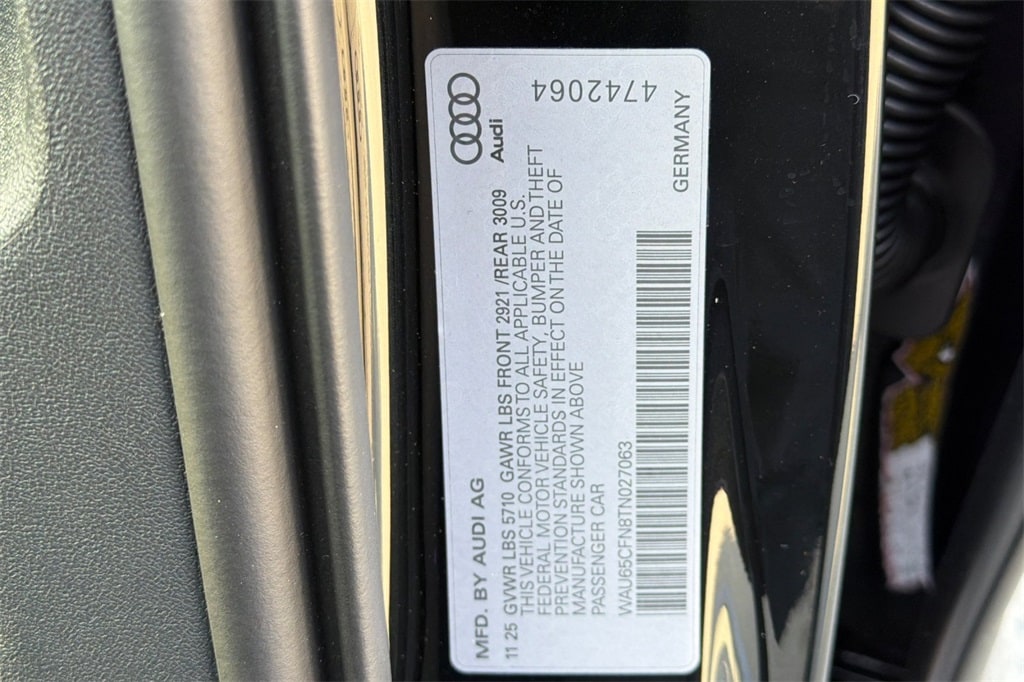 MFD. BY AUDI AG
Audi
11 25 GVWR LBS 5710 GAWR LBS FRONT 2921 /REAR 3009
THIS VEHICLE CONFORMS TO ALL APPLICABLE U.S.
FEDERAL MOTOR VEHICLE SAFETY, BUMPER AND THEFT
PREVENTION STANDARDS IN EFFECT ON THE DATE OF
MANUFACTURE SHOWN ABOVE
PASSENGER CAR
WAU65CFN8TN027063
GERMANY
4742064